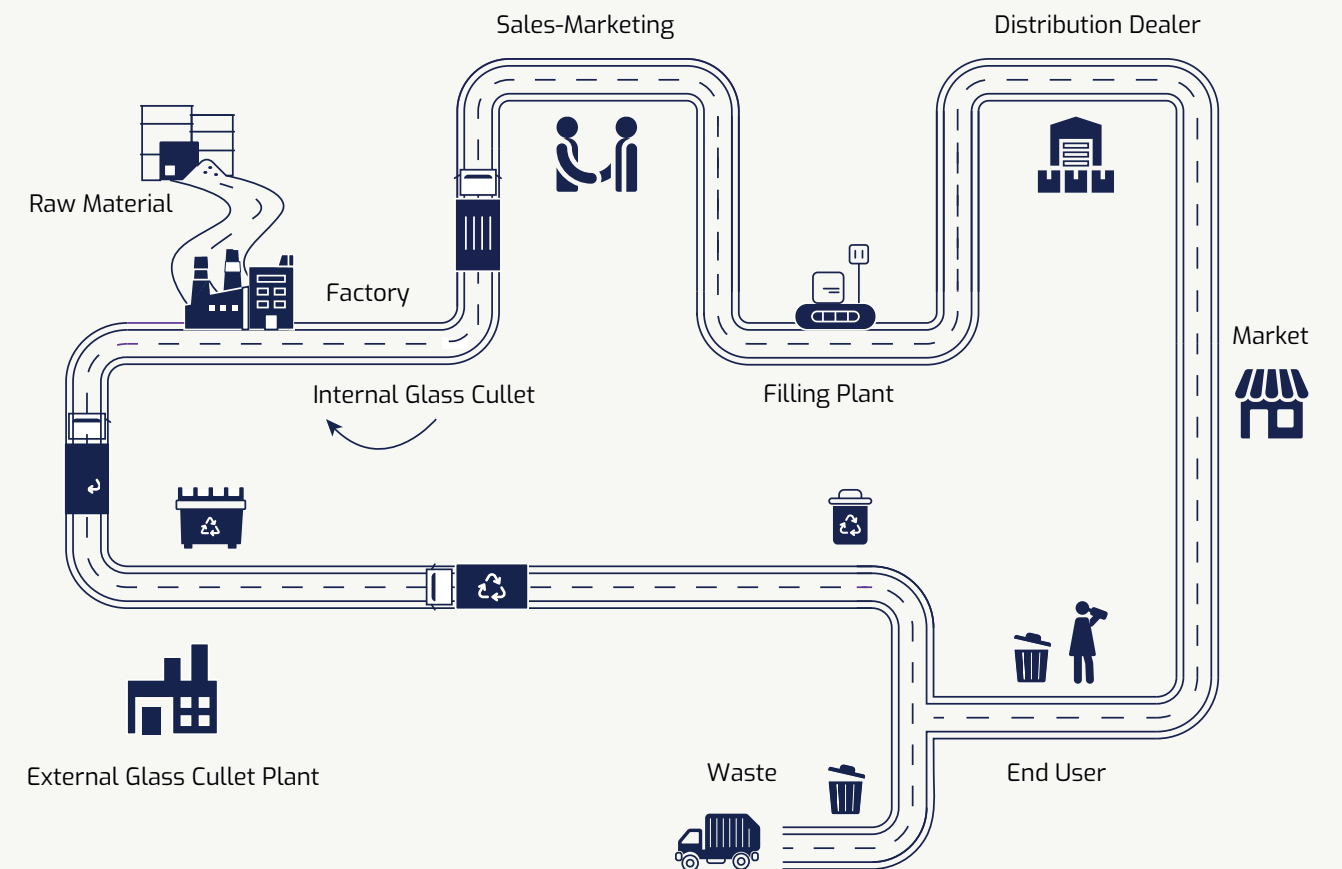 Sales-Marketing
Distribution Dealer
Raw Material
Factory
Market
Internal Glass Cullet
Filling Plant
External Glass Cullet Plant
Waste
End User